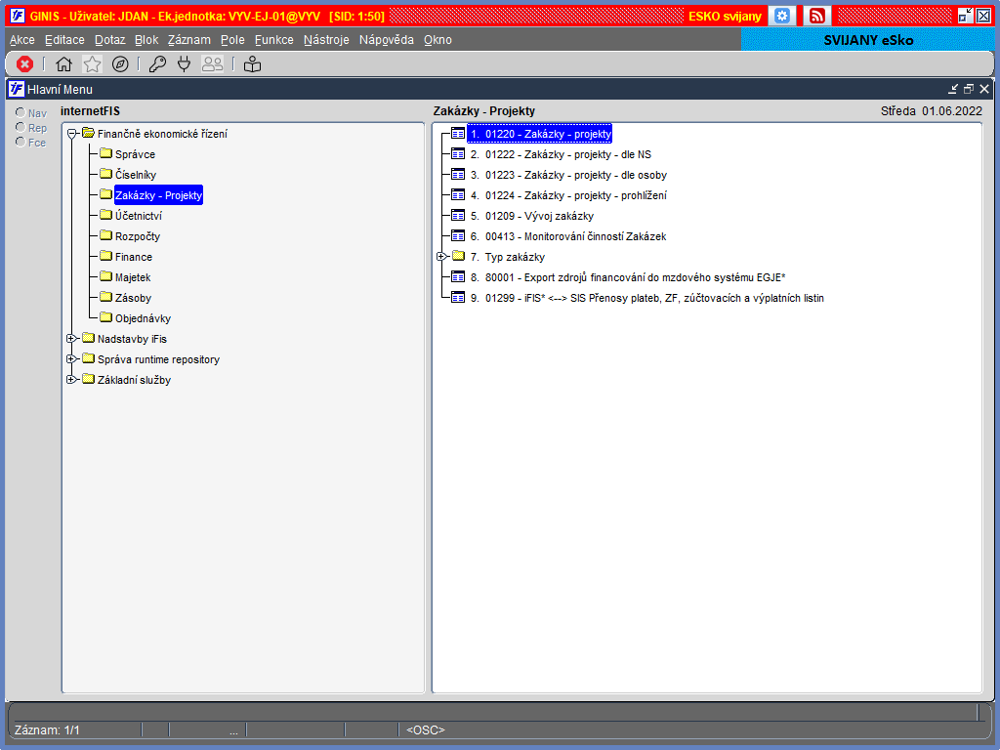 GINIS - Uživatel: JDAN - Ek.jednotka: VYV-EJ-01@VYV [SID: 1:50] ESKO svijany
Akce Editace Dotaz Blok Záznam Pole Funkce Nástroje Nápověda Okno SVIJANY eSko
Hlavní Menu
Nav
Rep
Fce
internetFIS
Finančně ekonomické řízení
Správce
Číselníky
Zakázky - Projekty
Účetnictví
Rozpočty
Finance
Majetek
Zásoby
Objednávky
Nadstavby iFis
Správa runtime repository
Základní služby
Zakázky - Projekty Středa 01.06.2022
1. 01220 - Zakázky - projekty
2. 01222 - Zakázky - projekty - dle NS
3. 01223 - Zakázky - projekty - dle osoby
4. 01224 - Zakázky - projekty - prohlížení
5. 01209 - Vývoj zakázky
6. 00413 - Monitorování činností Zakázek
7. Typ zakázky
8. 80001 - Export zdrojů financování do mzdového systému EGJE*
9. 01299 - iFIS* <--> SIS Přenosy plateb, ZF, zúčtovacích a výplatních listin
Záznam: 1/1 ... <OSC>